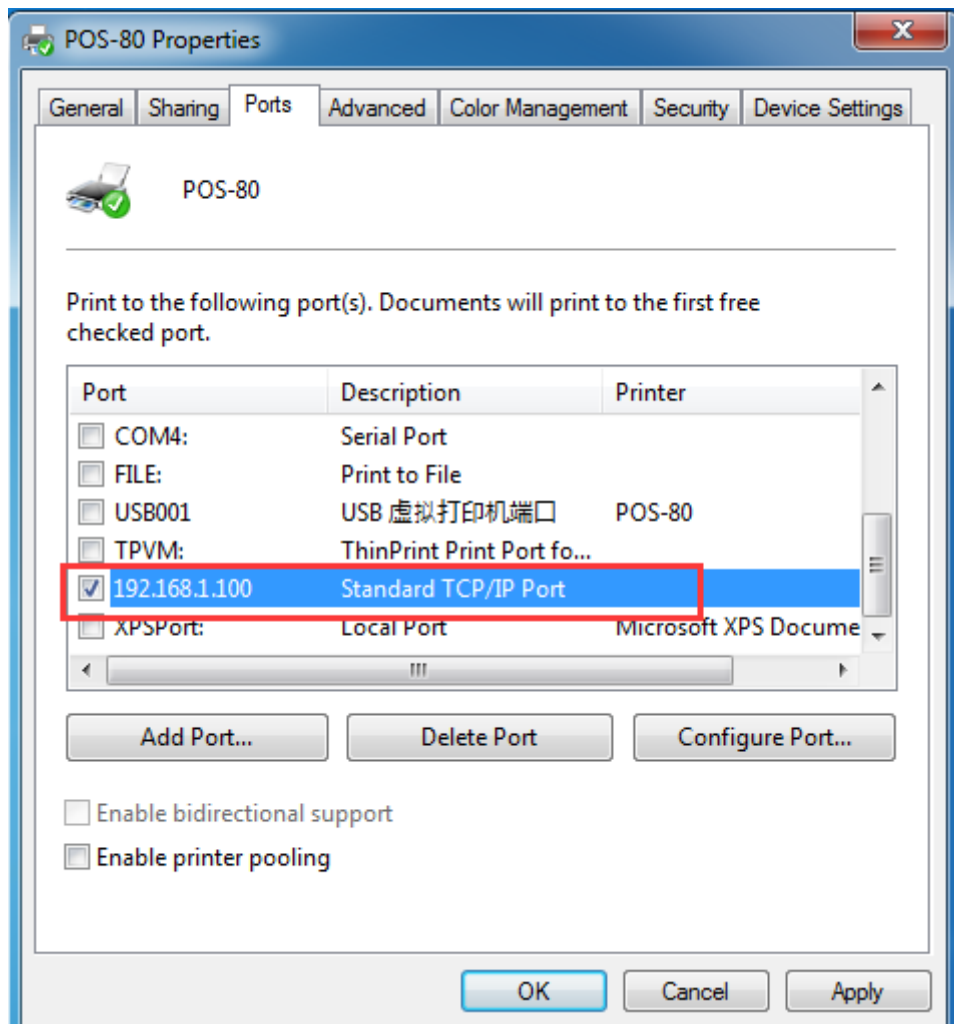 POS-80 Properties
General Sharing Ports Advanced Color Management Security Device Settings
POS-80
Print to the following port(s). Documents will print to the first free
checked port.
Port Description Printer
COM4: Serial Port
FILE: Print to File
USB001 USB 虚拟打印机端口 POS-80
TPVM: ThinPrint Print Port fo...
192.168.1.100 Standard TCP/IP Port
XPSPort: Local Port Microsoft XPS Docume
Add Port... Delete Port Configure Port...
Enable bidirectional support
Enable printer pooling
OK Cancel Apply